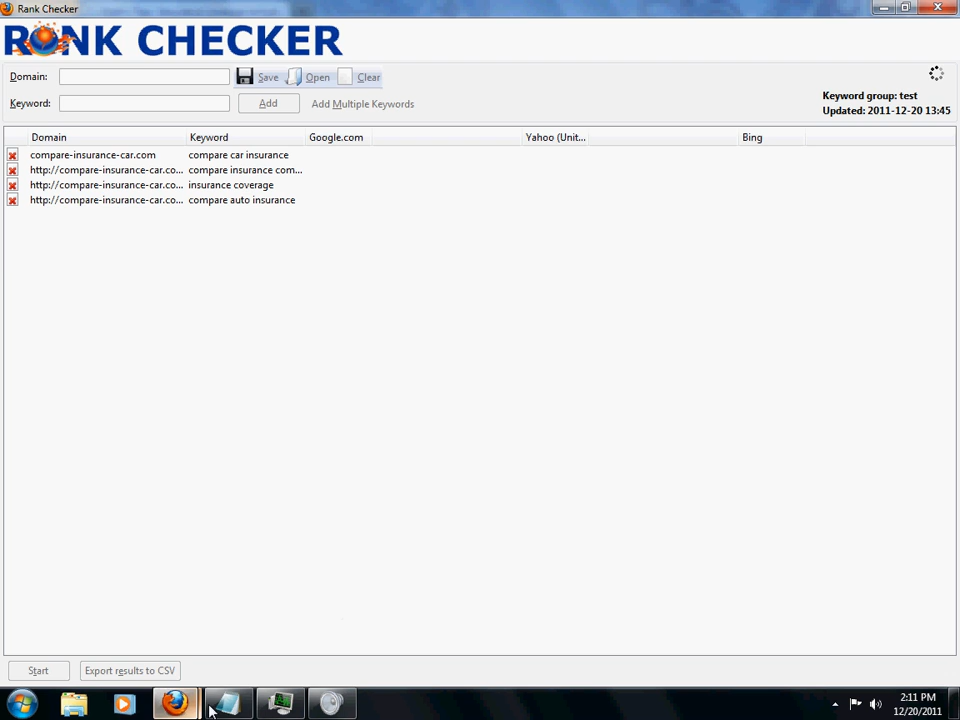 Rank Checker
RANK CHECKER
Domain:
Save
Open
Clear
Keyword:
Add
Add Multiple Keywords
Keyword group: test
Updated: 2011-12-20 13:45
Domain Keyword Google.com Yahoo (Unit... Bing
compare-insurance-car.com compare car insurance
http://compare-insurance-car.co... compare insurance com...
http://compare-insurance-car.co... insurance coverage
http://compare-insurance-car.co... compare auto insurance
Start
Export results to CSV
2:11 PM
12/20/2011